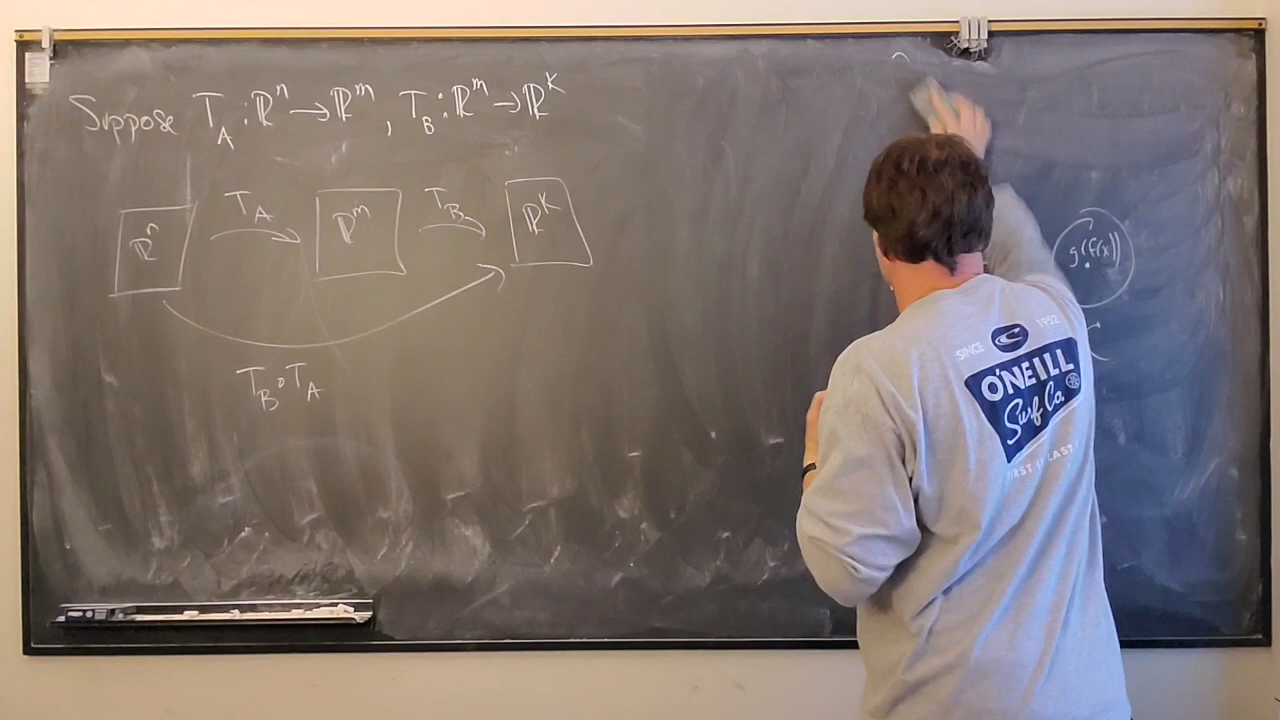 Suppose T_A : ℝ^n → ℝ^m , T_B : ℝ^m → ℝ^k
T_A T_B
ℝ^n ℝ^m ℝ^k
T_B ∘ T_A
g(f(x))
SINCE 1952
O'NEILL
Surf Co.
FIRST IN LAST